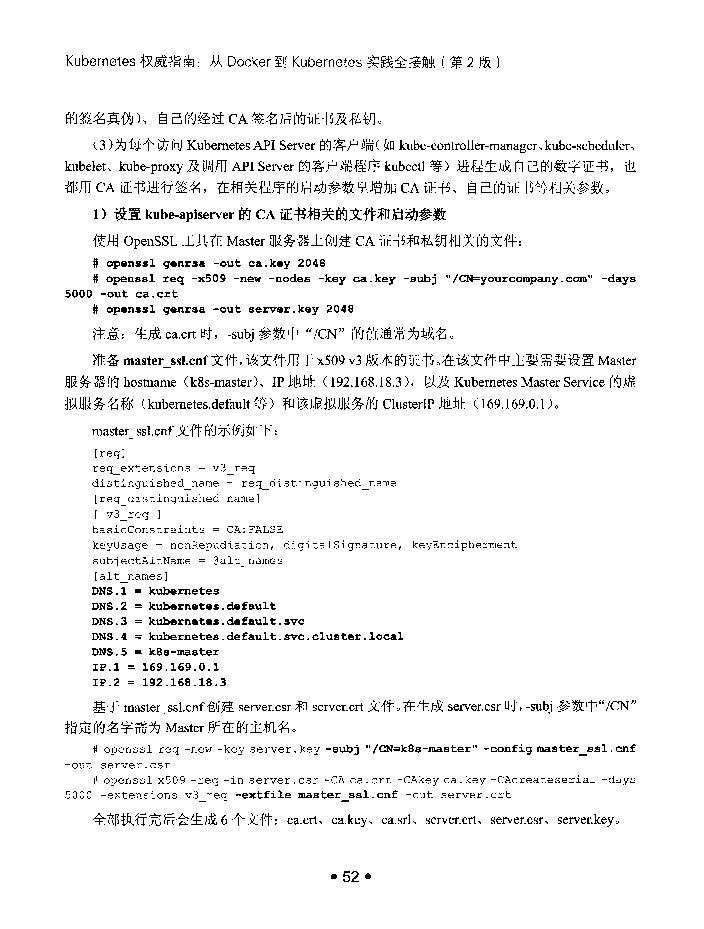 Kubernetes 权威指南：从 Docker 到 Kubernetes 实践全接触（第 2 版）
的签名真伪）、自己的经过 CA 签名后的证书及私钥。
（3）为每个访问 Kubernetes API Server 的客户端（如 kube-controller-manager、kube-scheduler、
kubelet、kube-proxy 及调用 API Server 的客户端程序 kubectl 等）进程生成自己的数字证书，也
都用 CA 证书进行签名，在相关程序的启动参数里增加 CA 证书、自己的证书等相关参数。
1）设置 kube-apiserver 的 CA 证书相关的文件和启动参数
使用 OpenSSL 工具在 Master 服务器上创建 CA 证书和私钥相关的文件：
# openssl genrsa -out ca.key 2048
# openssl req -x509 -new -nodes -key ca.key -subj "/CN=yourcompany.com" -days
5000 -out ca.crt
# openssl genrsa -out server.key 2048
注意：生成 ca.crt 时，-subj 参数中“/CN”的值通常为域名。
准备 master_ssl.cnf 文件，该文件用于 x509 v3 版本的证书。在该文件中主要需要设置 Master
服务器的 hostname（k8s-master）、IP 地址（192.168.18.3），以及 Kubernetes Master Service 的虚
拟服务名称（kubernetes.default 等）和该虚拟服务的 ClusterIP 地址（169.169.0.1）。
master_ssl.cnf 文件的示例如下：
[req]
req_extensions = v3_req
distinguished_name = req_distinguished_name
[req_distinguished_name]
[ v3_req ]
basicConstraints = CA:FALSE
keyUsage = nonRepudiation, digitalSignature, keyEncipherment
subjectAltName = @alt_names
[alt_names]
DNS.1 = kubernetes
DNS.2 = kubernetes.default
DNS.3 = kubernetes.default.svc
DNS.4 = kubernetes.default.svc.cluster.local
DNS.5 = k8s-master
IP.1 = 169.169.0.1
IP.2 = 192.168.18.3
基于 master_ssl.cnf 创建 server.csr 和 server.crt 文件。在生成 server.csr 时，-subj 参数中“/CN”
指定的名字需为 Master 所在的主机名。
# openssl req -new -key server.key -subj "/CN=k8s-master" -config master_ssl.cnf
-out server.csr
# openssl x509 -req -in server.csr -CA ca.crt -CAkey ca.key -CAcreateserial -days
5000 -extensions v3_req -extfile master_ssl.cnf -out server.crt
全部执行完后会生成 6 个文件：ca.crt、ca.key、ca.srl、server.crt、server.csr、server.key。
• 52 •